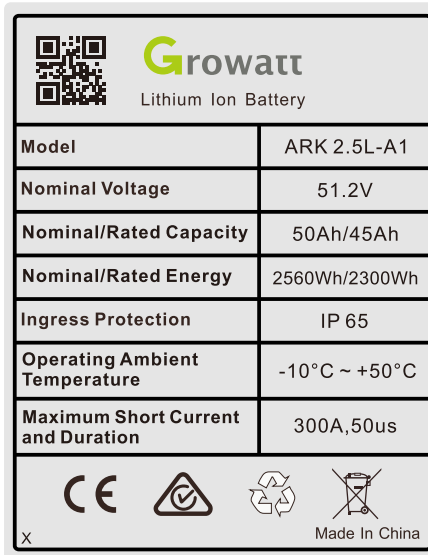 Growatt
Lithium Ion Battery
Model ARK 2.5L-A1
Nominal Voltage 51.2V
Nominal/Rated Capacity 50Ah/45Ah
Nominal/Rated Energy 2560Wh/2300Wh
Ingress Protection IP 65
Operating Ambient
Temperature -10°C ~ +50°C
Maximum Short Current
and Duration 300A,50us
CE
X Made In China